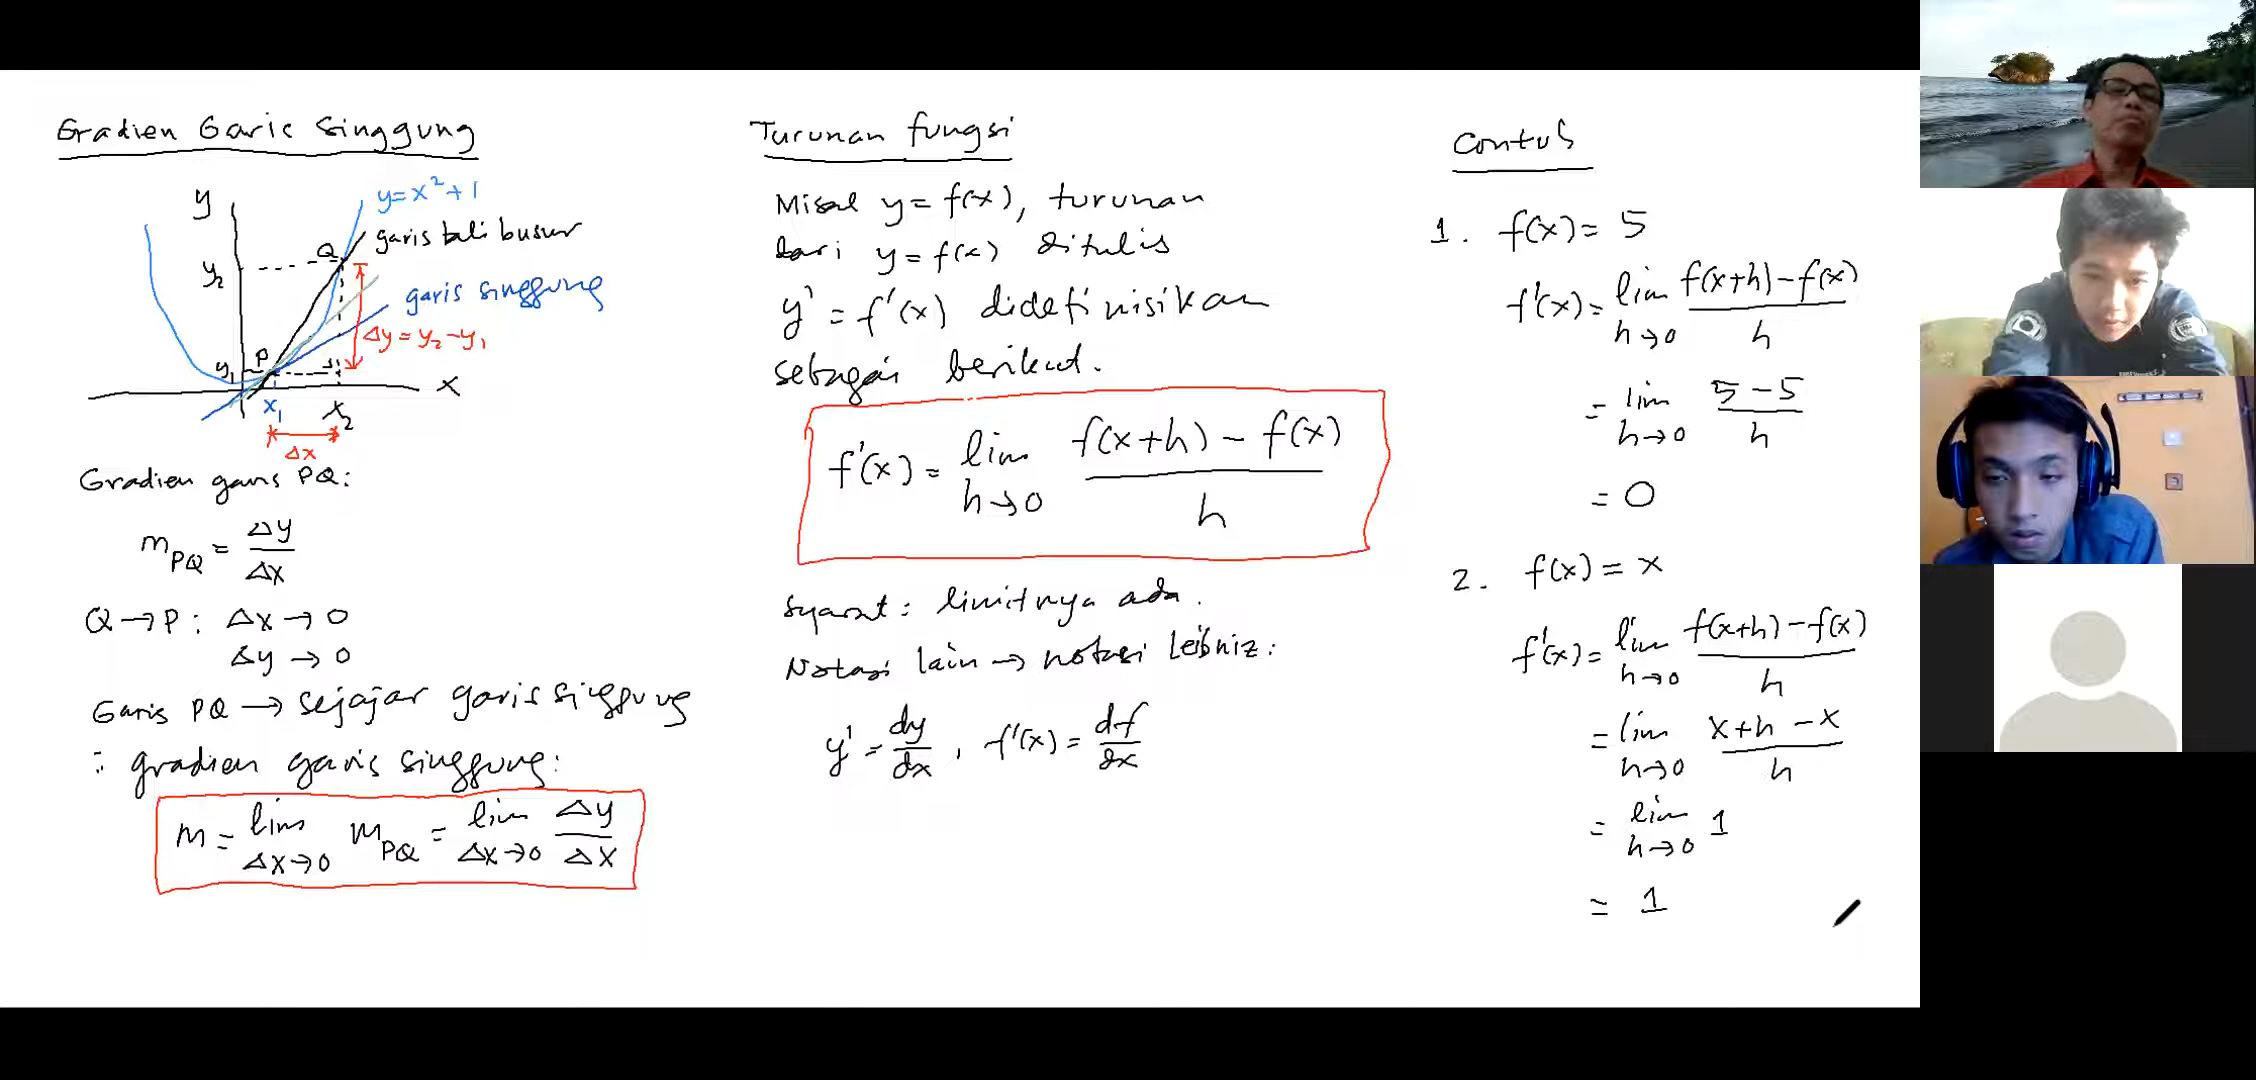 Gradien Garis Singgung
y
y=x²+1
garis tali busur
Q
y₂
garis singgung
Δy=y₂-y₁
P
y₁
x
x₁
x₂
Δx
Gradien garis PQ:
m_PQ = Δy/Δx
Q→P: Δx→0
Δy→0
Garis PQ → sejajar garis singgung
∴ gradien garis singgung:
m = lim_{Δx→0} m_PQ = lim_{Δx→0} Δy/Δx
Turunan fungsi
Misal y=f(x), turunan
dari y=f(x) ditulis
y' = f'(x) didefinisikan
sebagai berikut.
f'(x) = lim_{h→0} (f(x+h) - f(x))/h
Syarat: limitnya ada.
Notasi lain → notasi Leibniz:
y' = dy/dx, f'(x) = df/dx
Contoh
1. f(x)=5
f'(x)= lim_{h→0} (f(x+h)-f(x))/h
= lim_{h→0} (5-5)/h
= 0
2. f(x)=x
f'(x)= lim_{h→0} (f(x+h)-f(x))/h
= lim_{h→0} (x+h-x)/h
= lim_{h→0} 1
= 1